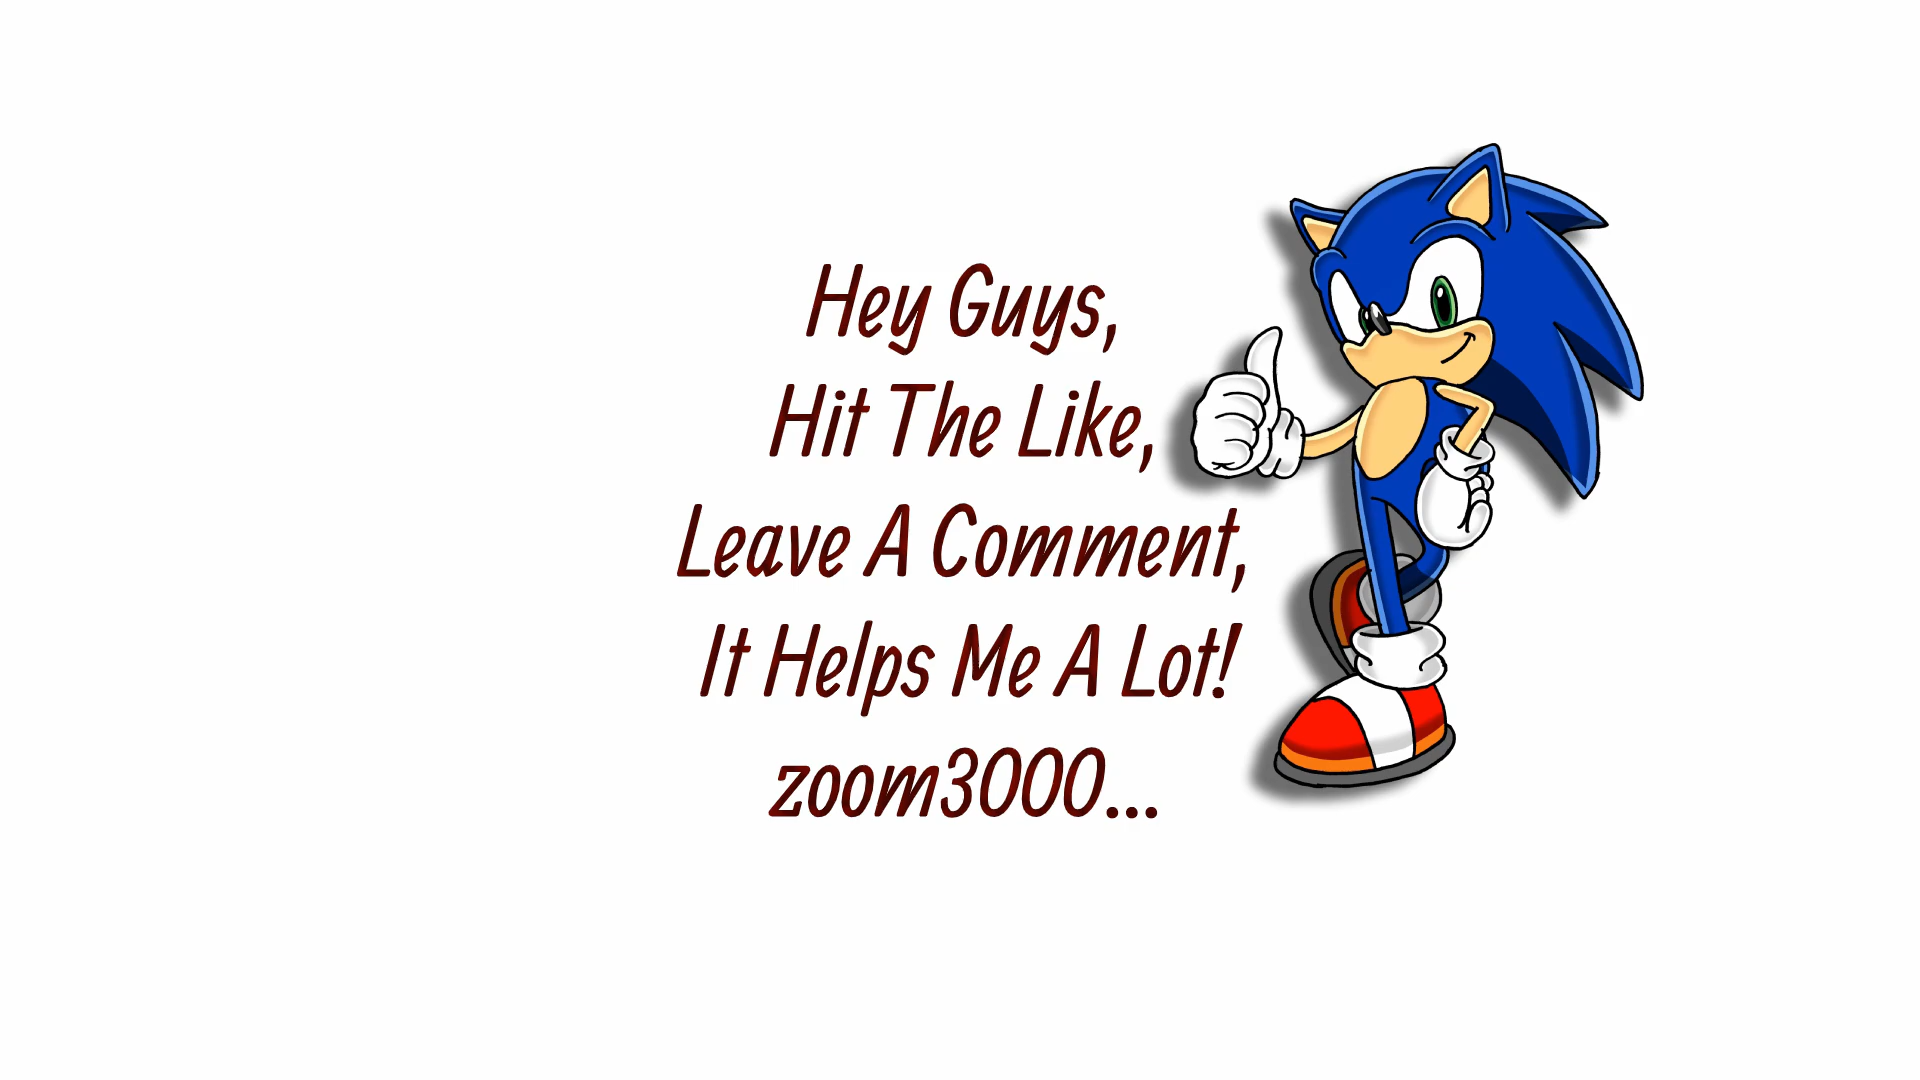 Hey Guys,
Hit The Like,
Leave A Comment,
It Helps Me A Lot!
zoom3000...